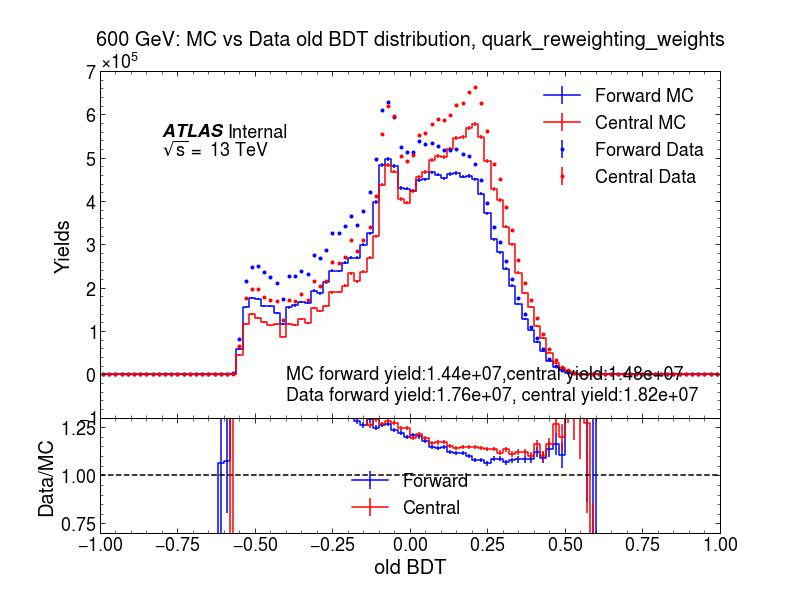 600 GeV: MC vs Data old BDT distribution, quark_reweighting_weights
×10⁵
7
6
5
4
3
2
1
0
1
Yields
ATLAS Internal
√s = 13 TeV
Forward MC
Central MC
Forward Data
Central Data
MC forward yield:1.44e+07,central yield:1.48e+07
Data forward yield:1.76e+07, central yield:1.82e+07
1.25
1.00
0.75
Data/MC
Forward
Central
−1.00 −0.75 −0.50 −0.25 0.00 0.25 0.50 0.75 1.00
old BDT